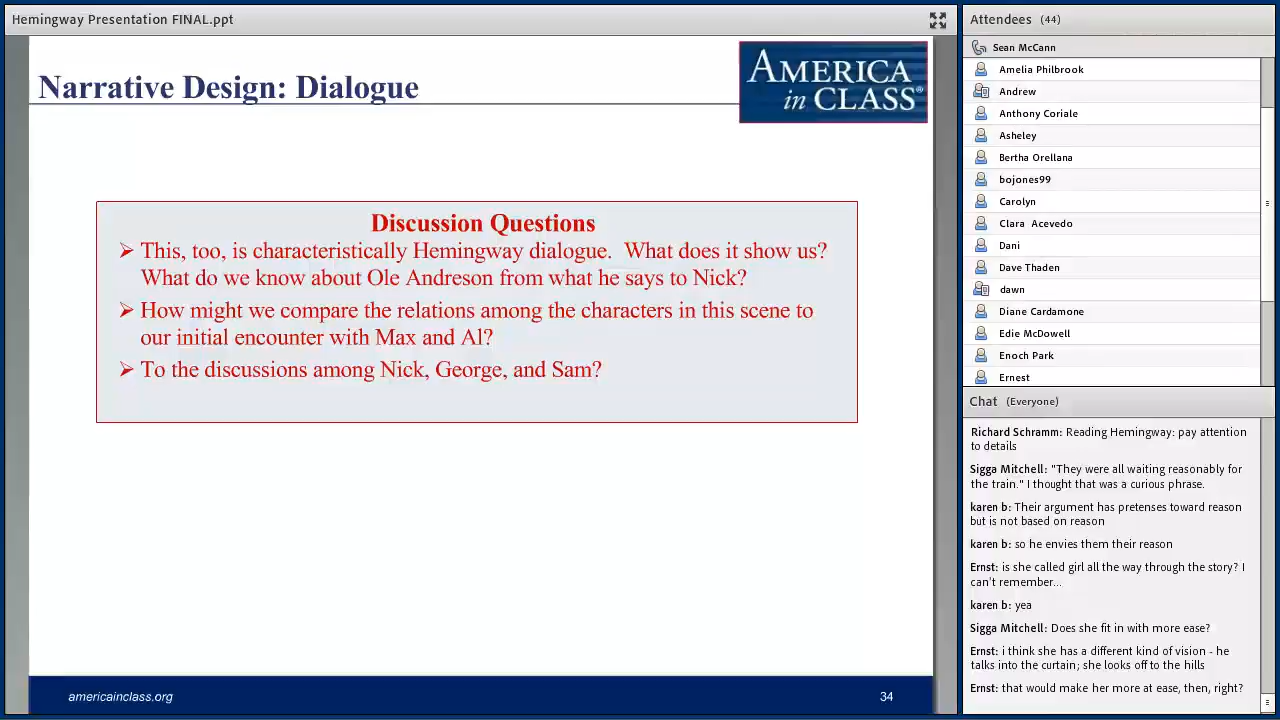 Hemingway Presentation FINAL.ppt
Narrative Design: Dialogue
AMERICA
in CLASS®
Discussion Questions
This, too, is characteristically Hemingway dialogue. What does it show us?
What do we know about Ole Andreson from what he says to Nick?
How might we compare the relations among the characters in this scene to
our initial encounter with Max and Al?
To the discussions among Nick, George, and Sam?
americainclass.org
34
Attendees (44)
Sean McCann
Amelia Philbrook
Andrew
Anthony Coriale
Asheley
Bertha Orellana
bojones99
Carolyn
Clara Acevedo
Dani
Dave Thaden
dawn
Diane Cardamone
Edie McDowell
Enoch Park
Ernest
Chat (Everyone)
Richard Schramm: Reading Hemingway: pay attention
to details
Sigga Mitchell: "They were all waiting reasonably for
the train." I thought that was a curious phrase.
karen b: Their argument has pretenses toward reason
but is not based on reason
karen b: so he envies them their reason
Ernst: is she called girl all the way through the story? I
can't remember...
karen b: yea
Sigga Mitchell: Does she fit in with more ease?
Ernst: i think she has a different kind of vision - he
talks into the curtain; she looks off to the hills
Ernst: that would make her more at ease, then, right?